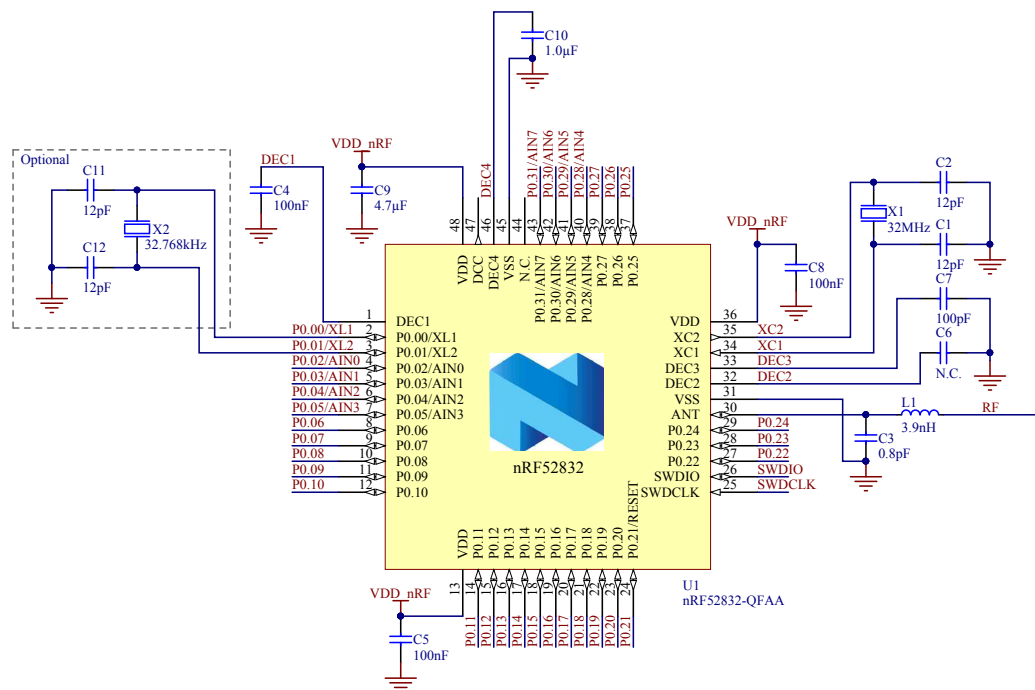 C10
1.0µF
Optional
C11
12pF
X2
32.768kHz
C12
12pF
DEC1
C4
100nF
VDD_nRF
C9
4.7µF
DEC4
P0.31/AIN7
P0.30/AIN6
P0.29/AIN5
P0.28/AIN4
P0.27
P0.26
P0.25
48
47
46
45
44
43
42
41
40
39
38
37
VDD
DCC
DEC4
VSS
N.C.
P0.31/AIN7
P0.30/AIN6
P0.29/AIN5
P0.28/AIN4
P0.27
P0.26
P0.25
VDD_nRF
C8
100nF
C2
12pF
X1
32MHz
C1
12pF
C7
100pF
C6
N.C.
L1
3.9nH
RF
C3
0.8pF
1 DEC1
P0.00/XL1 2 P0.00/XL1
P0.01/XL2 3 P0.01/XL2
P0.02/AIN0 4 P0.02/AIN0
P0.03/AIN1 5 P0.03/AIN1
P0.04/AIN2 6 P0.04/AIN2
P0.05/AIN3 7 P0.05/AIN3
P0.06 8 P0.06
P0.07 9 P0.07
P0.08 10 P0.08
P0.09 11 P0.09
P0.10 12 P0.10
nRF52832
VDD 36
XC2 35 XC2
XC1 34 XC1
DEC3 33 DEC3
DEC2 32 DEC2
VSS 31
ANT 30
P0.24 29 P0.24
P0.23 28 P0.23
P0.22 27 P0.22
SWDIO 26 SWDIO
SWDCLK 25 SWDCLK
VDD
P0.11
P0.12
P0.13
P0.14
P0.15
P0.16
P0.17
P0.18
P0.19
P0.20
P0.21/RESET
13
14
15
16
17
18
19
20
21
22
23
24
P0.11
P0.12
P0.13
P0.14
P0.15
P0.16
P0.17
P0.18
P0.19
P0.20
P0.21
U1
nRF52832-QFAA
VDD_nRF
C5
100nF